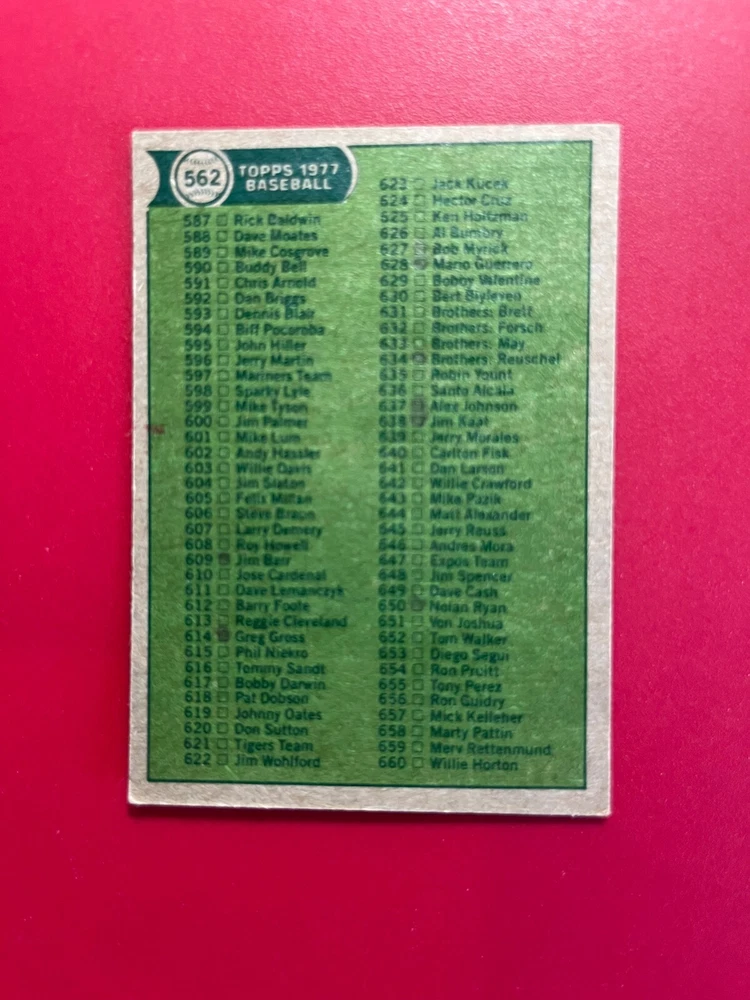 562
TOPPS 1977
BASEBALL
587 Rick Baldwin
588 Dave Moates
589 Mike Cosgrove
590 Buddy Bell
591 Chris Arnold
592 Dan Briggs
593 Dennis Blair
594 Biff Pocoroba
595 John Hiller
596 Jerry Martin
597 Mariners Team
598 Sparky Lyle
599 Mike Tyson
600 Jim Palmer
601 Mike Lum
602 Andy Hassler
603 Willie Davis
604 Jim Slaton
605 Felix Millan
606 Steve Braun
607 Larry Demery
608 Roy Howell
609 Jim Barr
610 Jose Cardenal
611 Dave Lemanczyk
612 Barry Foote
613 Reggie Cleveland
614 Greg Gross
615 Phil Niekro
616 Tommy Sandt
617 Bobby Darwin
618 Pat Dobson
619 Johnny Oates
620 Don Sutton
621 Tigers Team
622 Jim Wohlford
623 Jack Kucek
624 Hector Cruz
625 Ken Holtzman
626 Al Bumbry
627 Bob Myrick
628 Mario Guerrero
629 Bobby Valentine
630 Bert Blyleven
631 Brothers: Brett
632 Brothers: Forsch
633 Brothers: May
634 Brothers: Reuschel
635 Robin Yount
636 Santo Alcala
637 Alex Johnson
638 Jim Kaat
639 Jerry Morales
640 Carlton Fisk
641 Dan Larson
642 Willie Crawford
643 Mike Pazik
644 Matt Alexander
645 Jerry Reuss
646 Andres Mora
647 Expos Team
648 Jim Spencer
649 Dave Cash
650 Nolan Ryan
651 Von Joshua
652 Tom Walker
653 Diego Segui
654 Ron Pruitt
655 Tony Perez
656 Ron Guidry
657 Mick Kelleher
658 Marty Pattin
659 Merv Rettenmund
660 Willie Horton